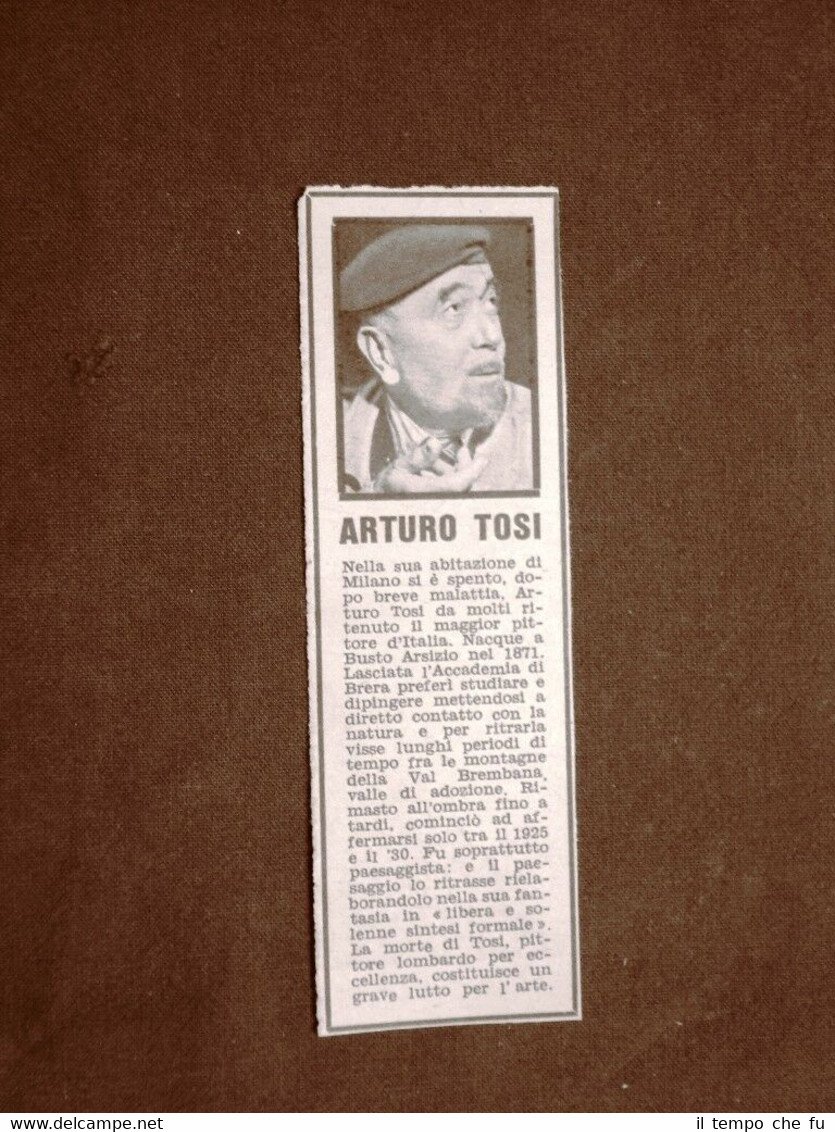 ARTURO TOSI
Nella sua abitazione di
Milano si è spento, do-
po breve malattia, Ar-
turo Tosi da molti ri-
tenuto il maggior pit-
tore d'Italia. Nacque a
Busto Arsizio nel 1871.
Lasciata l'Accademia di
Brera preferì studiare e
dipingere mettendosi a
diretto contatto con la
natura e per ritrarla
visse lunghi periodi di
tempo fra le montagne
della Val Brembana,
valle di adozione. Ri-
masto all'ombra fino a
tardi, cominciò ad af-
fermarsi solo tra il 1925
e il '30. Fu soprattutto
paesaggista: e il pae-
saggio lo ritrasse riela-
borandolo nella sua fan-
tasia in « libera e so-
lenne sintesi formale ».
La morte di Tosi, pit-
tore lombardo per ec-
cellenza, costituisce un
grave lutto per l'arte.
www.delcampe.net
il tempo che fu